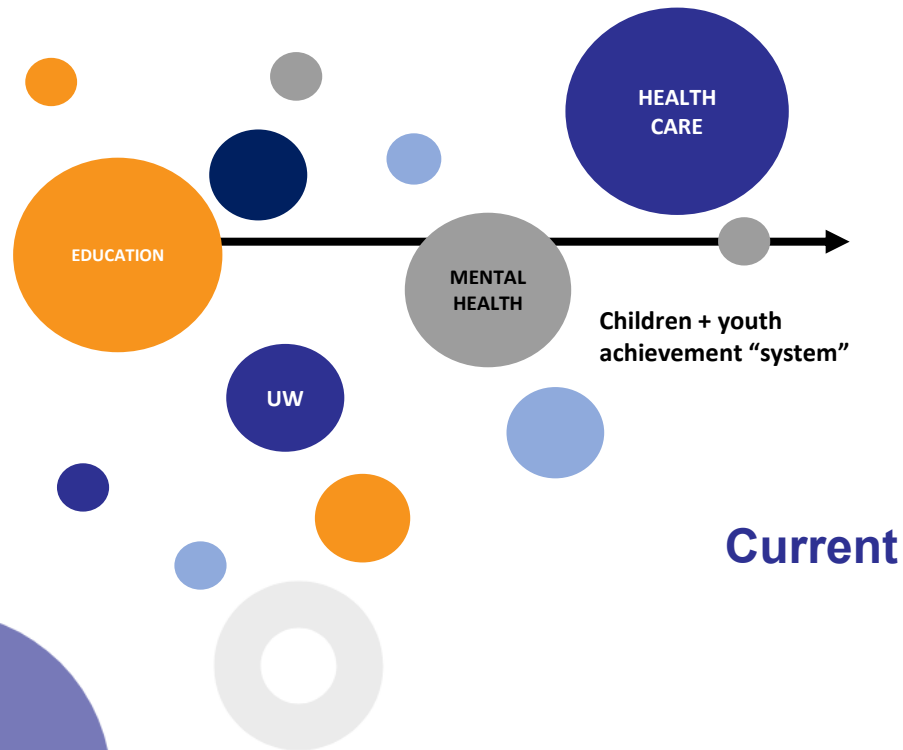 HEALTH
CARE
EDUCATION
MENTAL
HEALTH
Children + youth
achievement “system”
UW
Current